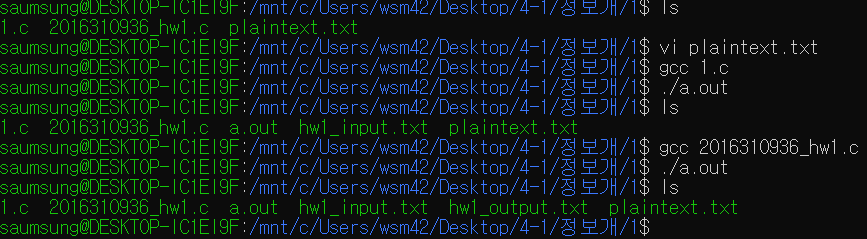 saumsung@DESKTOP-IC1EI9F:/mnt/c/Users/wsm42/Desktop/4-1/정보개/1$ ls
1.c  2016310936_hw1.c  plaintext.txt
saumsung@DESKTOP-IC1EI9F:/mnt/c/Users/wsm42/Desktop/4-1/정보개/1$ vi plaintext.txt
saumsung@DESKTOP-IC1EI9F:/mnt/c/Users/wsm42/Desktop/4-1/정보개/1$ gcc 1.c
saumsung@DESKTOP-IC1EI9F:/mnt/c/Users/wsm42/Desktop/4-1/정보개/1$ ./a.out
saumsung@DESKTOP-IC1EI9F:/mnt/c/Users/wsm42/Desktop/4-1/정보개/1$ ls
1.c  2016310936_hw1.c  a.out  hw1_input.txt  plaintext.txt
saumsung@DESKTOP-IC1EI9F:/mnt/c/Users/wsm42/Desktop/4-1/정보개/1$ gcc 2016310936_hw1.c
saumsung@DESKTOP-IC1EI9F:/mnt/c/Users/wsm42/Desktop/4-1/정보개/1$ ./a.out
saumsung@DESKTOP-IC1EI9F:/mnt/c/Users/wsm42/Desktop/4-1/정보개/1$ ls
1.c  2016310936_hw1.c  a.out  hw1_input.txt  hw1_output.txt  plaintext.txt
saumsung@DESKTOP-IC1EI9F:/mnt/c/Users/wsm42/Desktop/4-1/정보개/1$